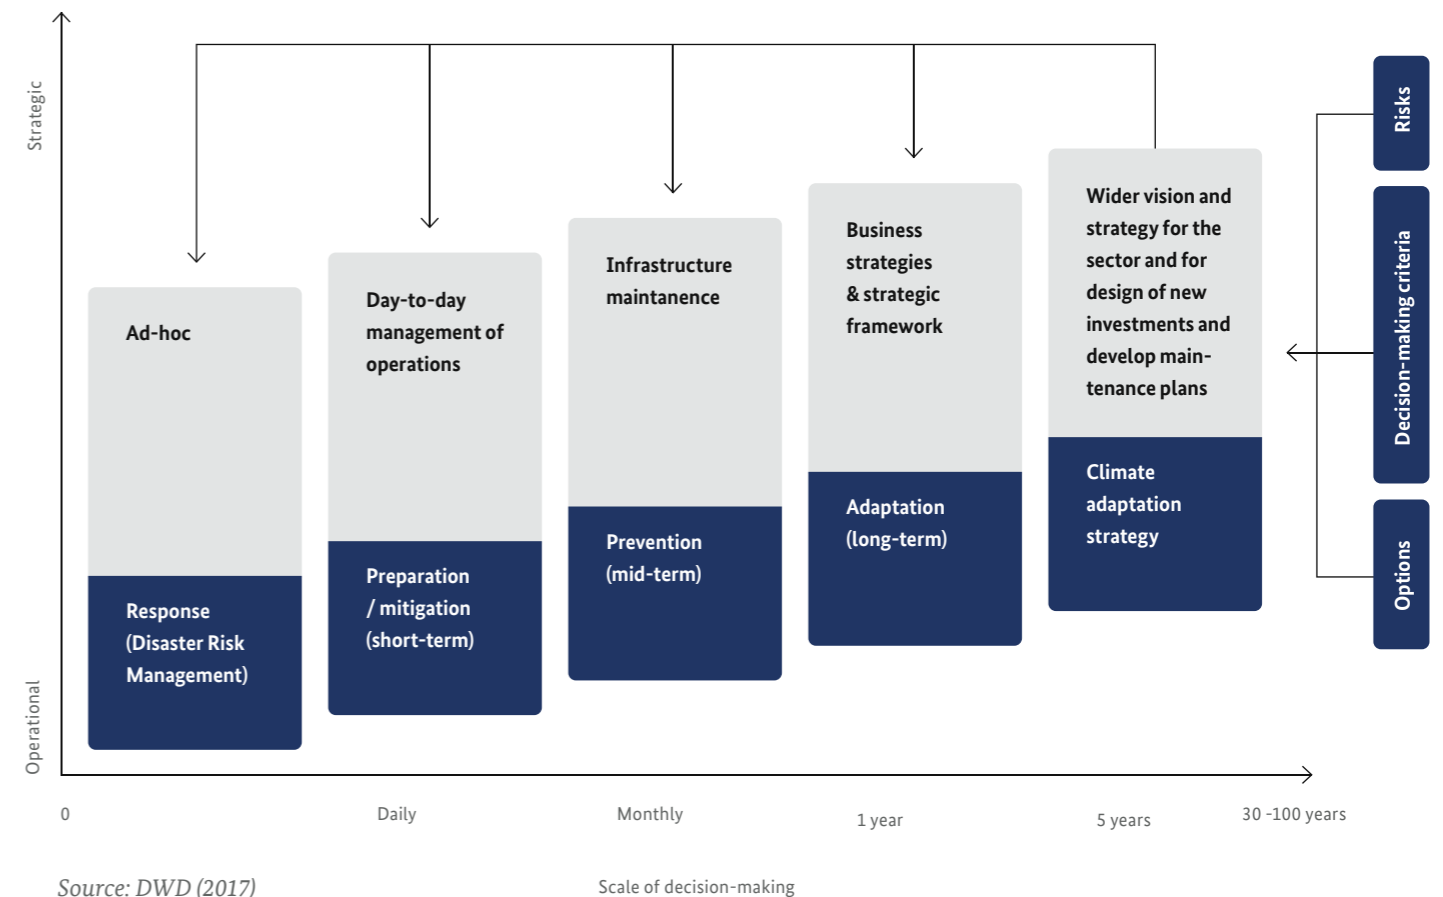 Strategic
Operational
Ad-hoc
Response
(Disaster Risk
Management)
Day-to-day
management of
operations
Preparation
/ mitigation
(short-term)
Infrastructure
maintanence
Prevention
(mid-term)
Business
strategies
& strategic
framework
Adaptation
(long-term)
Wider vision and
strategy for the
sector and for
design of new
investments and
develop main-
tenance plans
Climate
adaptation
strategy
Risks
Decision-making criteria
Options
0
Daily
Monthly
1 year
5 years
30 -100 years
Source: DWD (2017)
Scale of decision-making